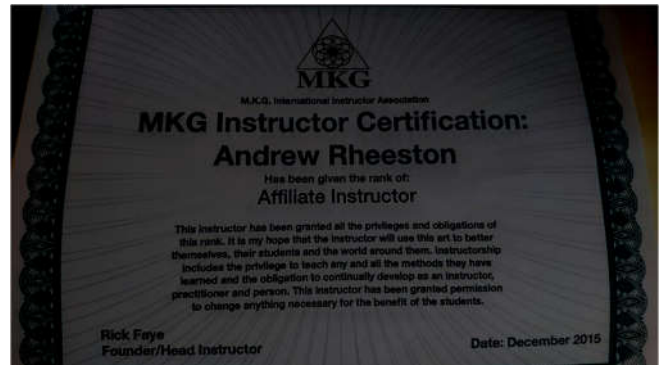 MKG
M.K.G. International Instructor Association
MKG Instructor Certification:
Andrew Rheeston
Has been given the rank of:
Affiliate Instructor
This instructor has been granted all the privileges and obligations of
this rank. It is my hope that the instructor will use this art to better
themselves, their students and the world around them. Instructorship
includes the privilege to teach any and all the methods they have
learned and the obligation to continually develop as an instructor,
practitioner and person. This instructor has been granted permission
to change anything necessary for the benefit of the students.
Rick Faye
Founder/Head Instructor
Date: December 2015